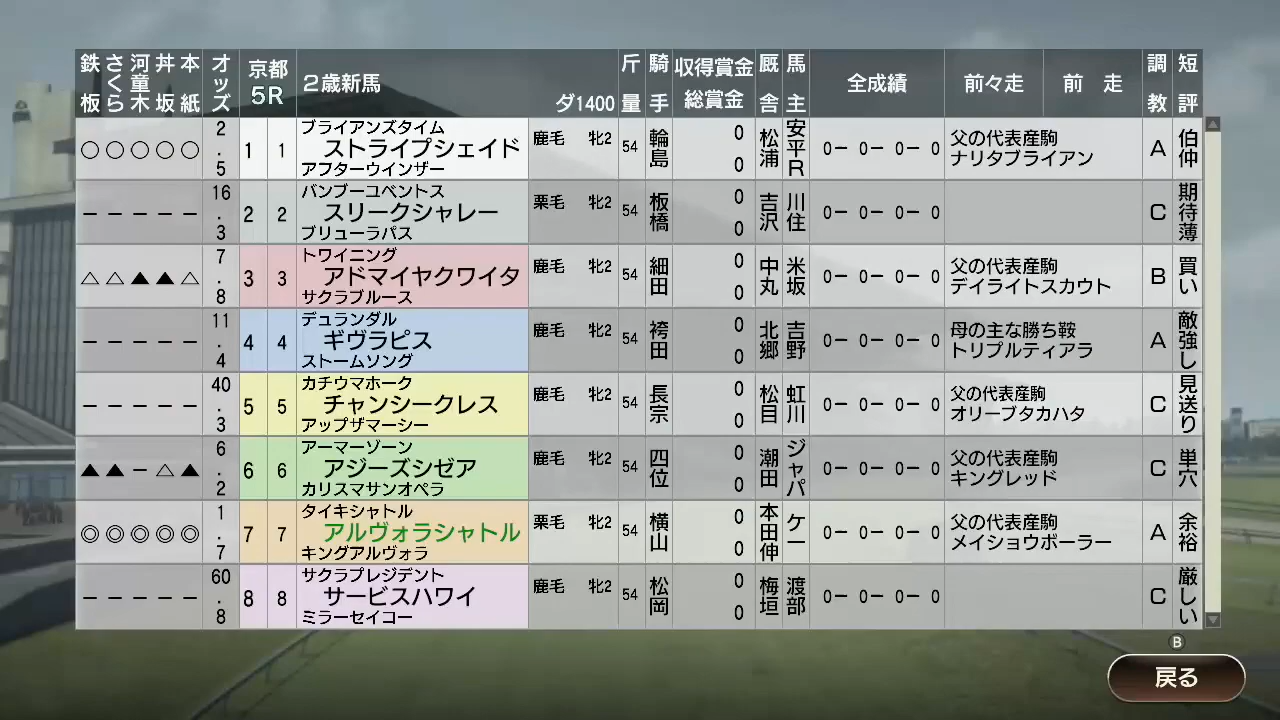 鉄板 さくら 河童木 井坂 本紙 オッズ 京都 5R 2歳新馬 ダ1400 斤量 騎手 収得賞金 総賞金 厩舎 馬主 全成績 前々走 前 走 調教 短評
○ ○ ○ ○ ○ 2.5 1 1 ブライアンズタイム ストライプシェイド アフターウインザー 鹿毛 牝2 54 輪島 0 0 松浦 安平R 0- 0- 0- 0 父の代表産駒 ナリタブライアン A 伯仲
- - - - - 16.3 2 2 バンブーユベントス スリークシャレー ブリューラパス 栗毛 牝2 54 板橋 0 0 吉沢 川住 0- 0- 0- 0 C 期待薄
△ △ ▲ ▲ △ 7.8 3 3 トワイニング アドマイヤクワイタ サクラブルース 鹿毛 牝2 54 細田 0 0 中丸 米坂 0- 0- 0- 0 父の代表産駒 デイライトスカウト B 買い
- - - - - 11.4 4 4 デュランダル ギヴラピス ストームソング 鹿毛 牝2 54 袴田 0 0 北郷 吉野 0- 0- 0- 0 母の主な勝ち鞍 トリプルティアラ A 敵強し
- - - - - 40.3 5 5 カチウマホーク チャンシークレス アップザマーシー 鹿毛 牝2 54 長宗 0 0 松目 虹川 0- 0- 0- 0 父の代表産駒 オリーブタカハタ C 見送り
▲ ▲ - △ ▲ 6.2 6 6 アーマーゾーン アジーズシゼア カリスマサンオペラ 鹿毛 牝2 54 四位 0 0 潮田 ジャパ 0- 0- 0- 0 父の代表産駒 キングレッド C 単穴
◎ ◎ ◎ ◎ ◎ 1.7 7 7 タイキシャトル アルヴォラシャトル キングアルヴォラ 栗毛 牝2 54 横山 0 0 本田伸 ケー 0- 0- 0- 0 父の代表産駒 メイショウボーラー A 余裕
- - - - - 60.8 8 8 サクラプレジデント サービスハワイ ミラーセイコー 鹿毛 牝2 54 松岡 0 0 梅垣 渡部 0- 0- 0- 0 C 厳しい
B
戻る